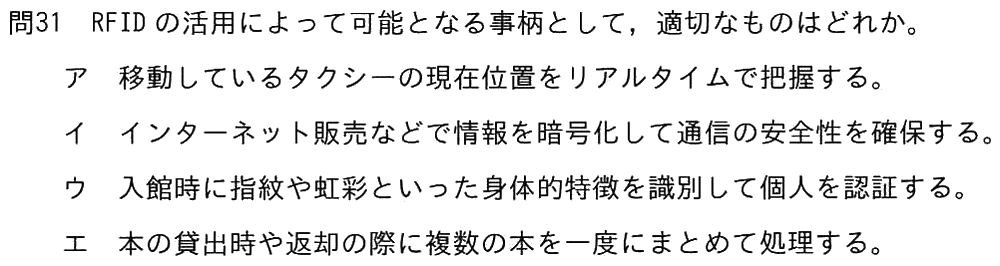 問31　RFID の活用によって可能となる事柄として，適切なものはどれか。
ア　移動しているタクシーの現在位置をリアルタイムで把握する。
イ　インターネット販売などで情報を暗号化して通信の安全性を確保する。
ウ　入館時に指紋や虹彩といった身体的特徴を識別して個人を認証する。
エ　本の貸出時や返却の際に複数の本を一度にまとめて処理する。